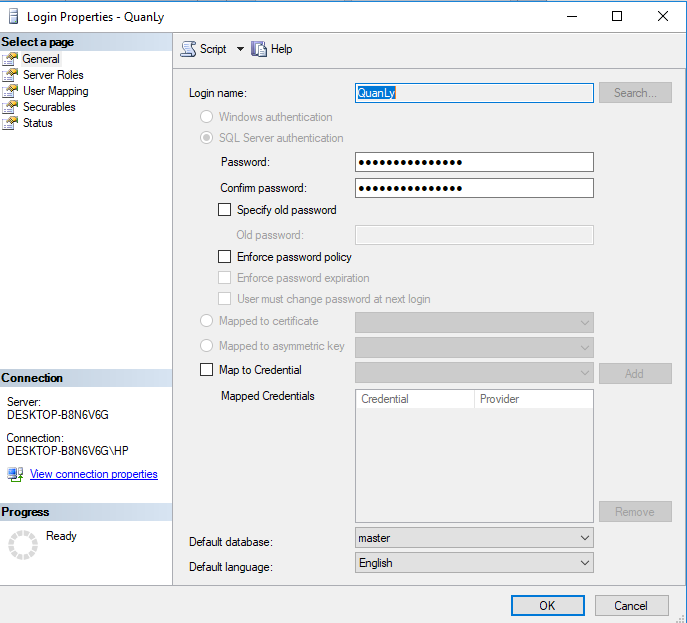 Login Properties - QuanLy
Select a page
General
Server Roles
User Mapping
Securables
Status
Connection
Server:
DESKTOP-B8N6V6G
Connection:
DESKTOP-B8N6V6G\HP
View connection properties
Progress
Ready
Script Help
Login name: QuanLy Search...
Windows authentication
SQL Server authentication
Password: ●●●●●●●●●●●●●●●
Confirm password: ●●●●●●●●●●●●●●●
Specify old password
Old password:
Enforce password policy
Enforce password expiration
User must change password at next login
Mapped to certificate
Mapped to asymmetric key
Map to Credential Add
Mapped Credentials Credential Provider
Remove
Default database: master
Default language: English
OK Cancel